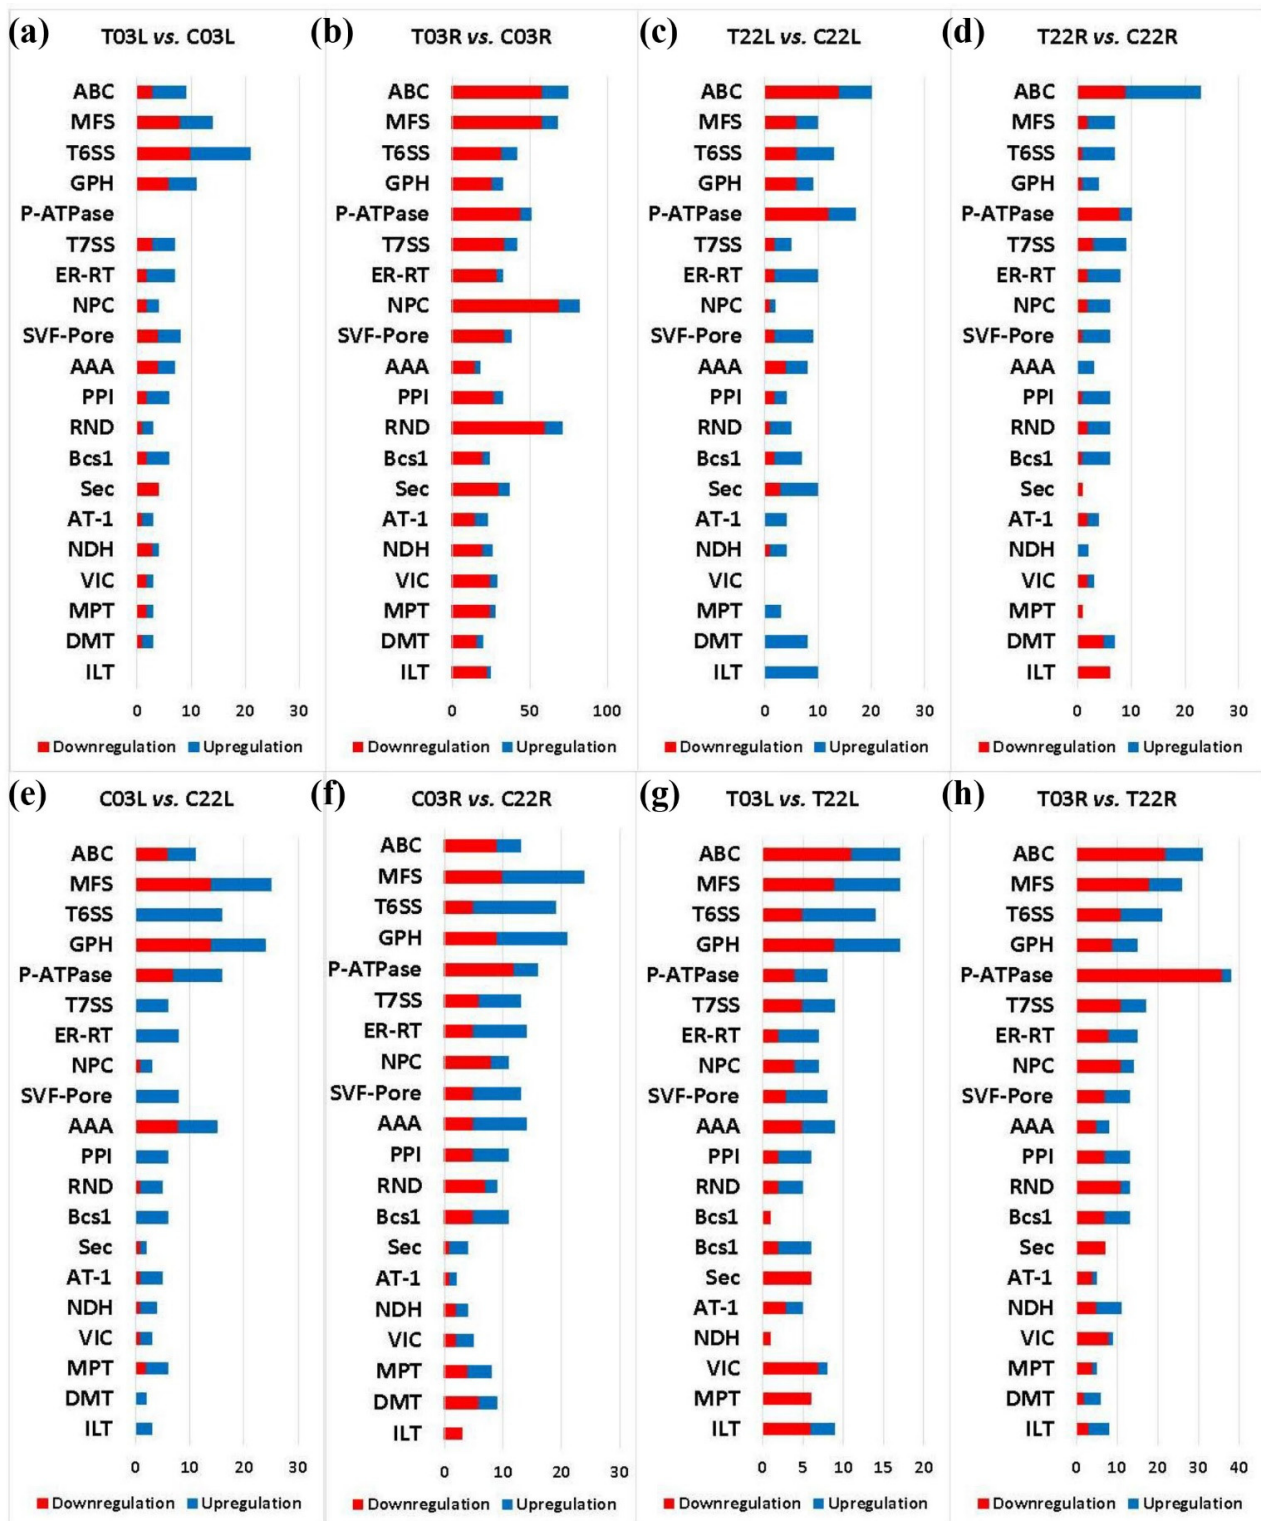 (a) T03L vs. C03L
ABC
MFS
T6SS
GPH
P-ATPase
T7SS
ER-RT
NPC
SVF-Pore
AAA
PPI
RND
Bcs1
Sec
AT-1
NDH
VIC
MPT
DMT
ILT
0 10 20 30
Downregulation Upregulation
(b) T03R vs. C03R
ABC
MFS
T6SS
GPH
P-ATPase
T7SS
ER-RT
NPC
SVF-Pore
AAA
PPI
RND
Bcs1
Sec
AT-1
NDH
VIC
MPT
DMT
ILT
0 50 100
Downregulation Upregulation
(c) T22L vs. C22L
ABC
MFS
T6SS
GPH
P-ATPase
T7SS
ER-RT
NPC
SVF-Pore
AAA
PPI
RND
Bcs1
Sec
AT-1
NDH
VIC
MPT
DMT
ILT
0 10 20 30
Downregulation Upregulation
(d) T22R vs. C22R
ABC
MFS
T6SS
GPH
P-ATPase
T7SS
ER-RT
NPC
SVF-Pore
AAA
PPI
RND
Bcs1
Sec
AT-1
NDH
VIC
MPT
DMT
ILT
0 10 20 30
Downregulation Upregulation
(e) C03L vs. C22L
ABC
MFS
T6SS
GPH
P-ATPase
T7SS
ER-RT
NPC
SVF-Pore
AAA
PPI
RND
Bcs1
Sec
AT-1
NDH
VIC
MPT
DMT
ILT
0 10 20 30
Downregulation Upregulation
(f) C03R vs. C22R
ABC
MFS
T6SS
GPH
P-ATPase
T7SS
ER-RT
NPC
SVF-Pore
AAA
PPI
RND
Bcs1
Sec
AT-1
NDH
VIC
MPT
DMT
ILT
0 10 20 30
Downregulation Upregulation
(g) T03L vs. T22L
ABC
MFS
T6SS
GPH
P-ATPase
T7SS
ER-RT
NPC
SVF-Pore
AAA
PPI
RND
Bcs1
Bcs1
Sec
AT-1
NDH
VIC
MPT
ILT
0 5 10 15 20
Downregulation Upregulation
(h) T03R vs. T22R
ABC
MFS
T6SS
GPH
P-ATPase
T7SS
ER-RT
NPC
SVF-Pore
AAA
PPI
RND
Bcs1
Sec
AT-1
NDH
VIC
MPT
DMT
ILT
0 10 20 30 40
Downregulation Upregulation